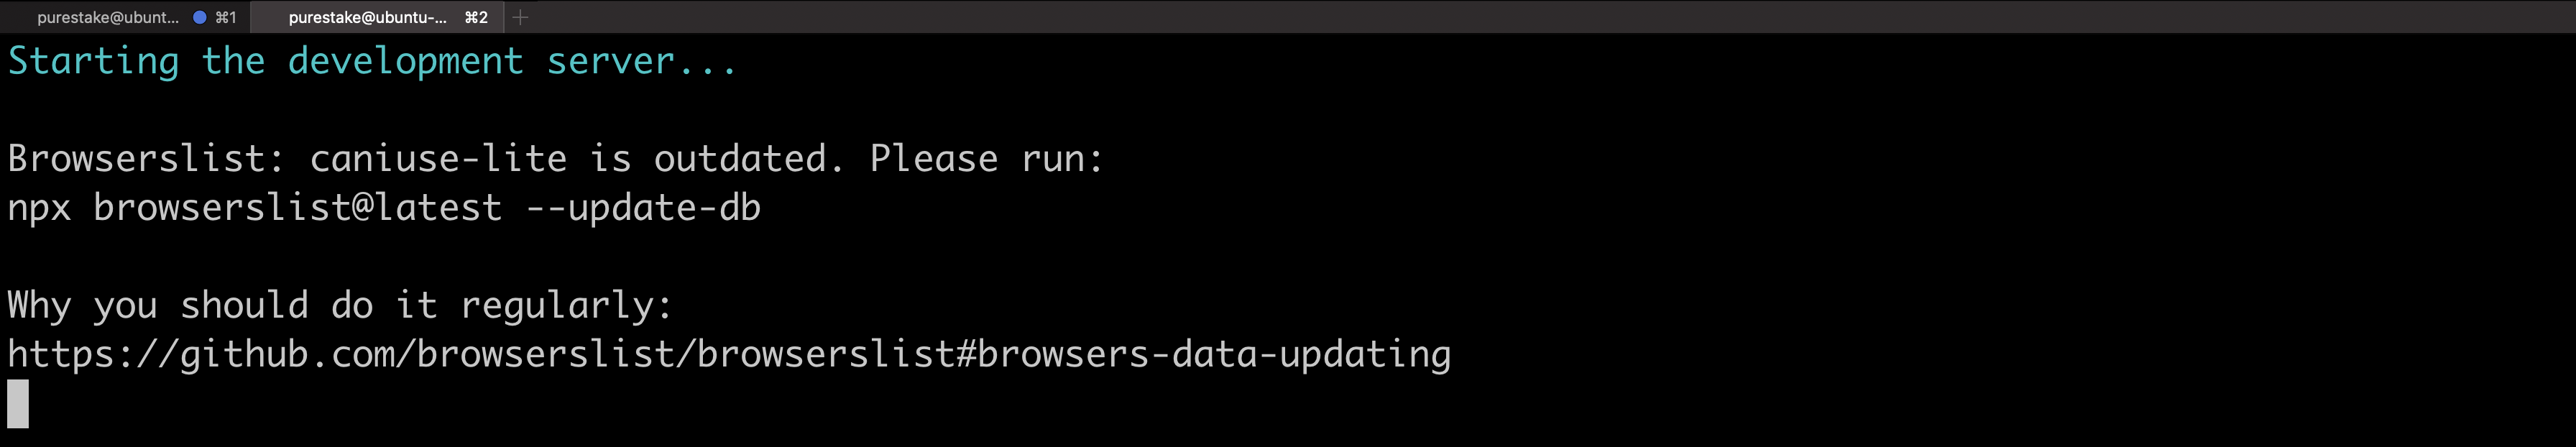 purestake@ubunt... ⌘1
purestake@ubuntu-... ⌘2
Starting the development server...
Browserslist: caniuse-lite is outdated. Please run:
npx browserslist@latest --update-db
Why you should do it regularly:
https://github.com/browserslist/browserslist#browsers-data-updating